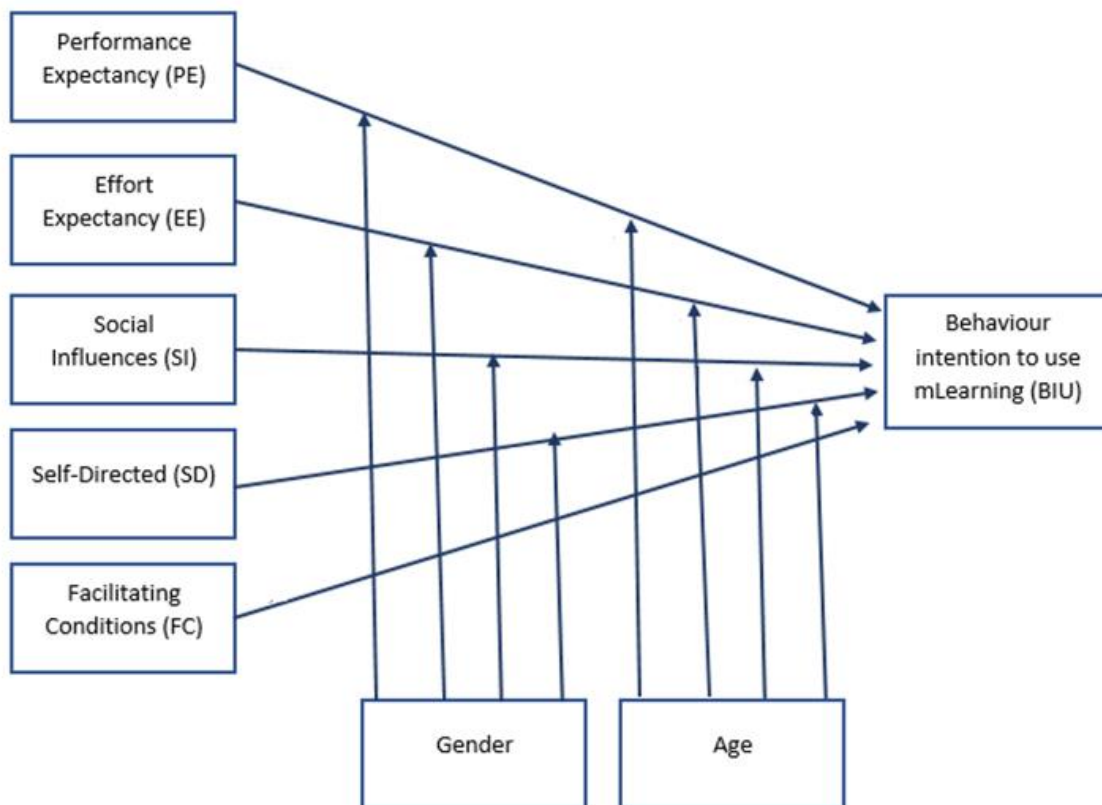 Performance
Expectancy (PE)
Effort
Expectancy (EE)
Social
Influences (SI)
Self-Directed (SD)
Facilitating
Conditions (FC)
Behaviour
intention to use
mLearning (BIU)
Gender
Age